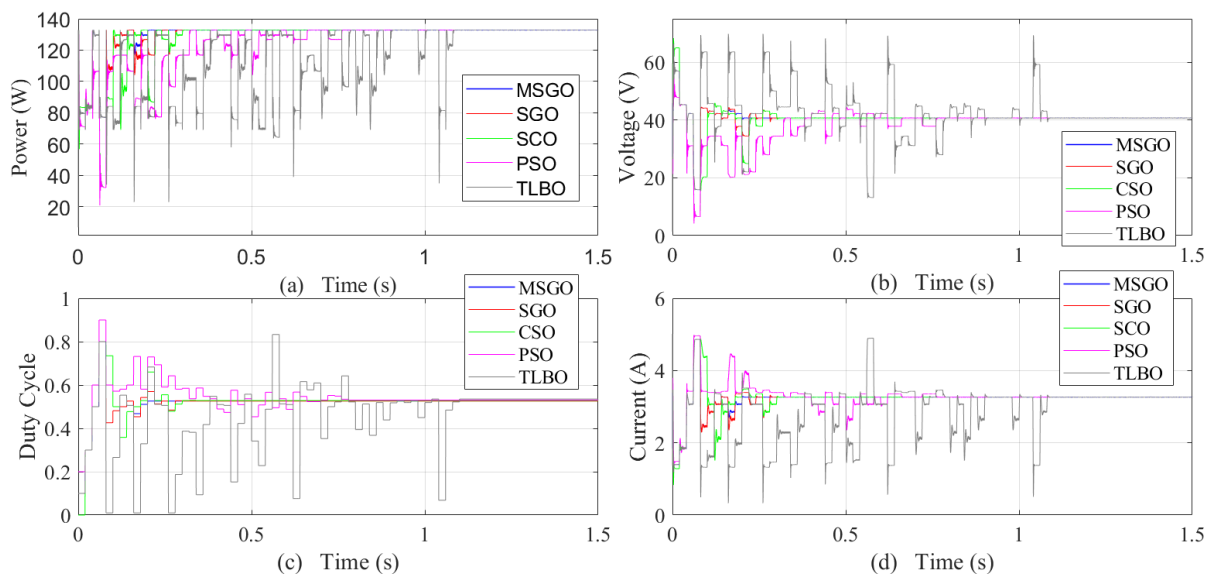 140
120
100
80
60
40
20
Power (W)
MSGO
SGO
SCO
PSO
TLBO
0
0.5
1
1.5
(a) Time (s)
60
40
20
0
Voltage (V)
MSGO
SGO
CSO
PSO
TLBO
0
0.5
1
1.5
(b) Time (s)
1
0.8
0.6
0.4
0.2
0
Duty Cycle
MSGO
SGO
CSO
PSO
TLBO
0
0.5
1
1.5
(c) Time (s)
6
4
2
0
Current (A)
MSGO
SGO
SCO
PSO
TLBO
0
0.5
1
1.5
(d) Time (s)